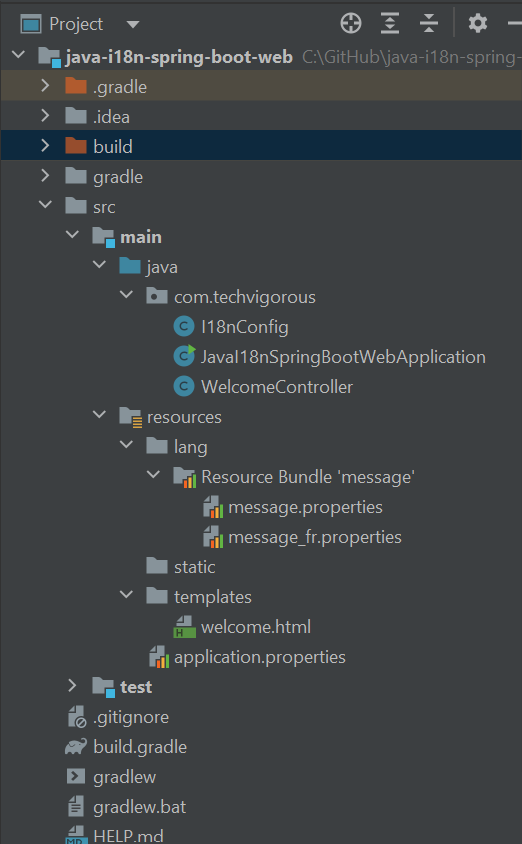 Project
java-i18n-spring-boot-web C:\GitHub\java-i18n-spring-
.gradle
.idea
build
gradle
src
main
java
com.techvigorous
I18nConfig
JavaI18nSpringBootWebApplication
WelcomeController
resources
lang
Resource Bundle 'message'
message.properties
message_fr.properties
static
templates
H welcome.html
application.properties
test
.gitignore
build.gradle
gradlew
gradlew.bat
MD HELP.md